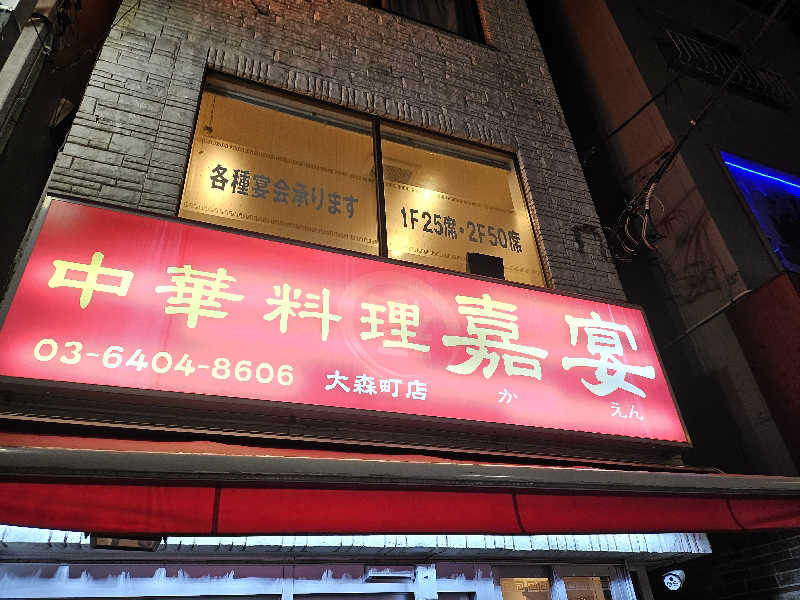 各種宴会承ります
1F25席・2F50席
中華料理嘉宴
03-6404-8606 大森町店 か えん